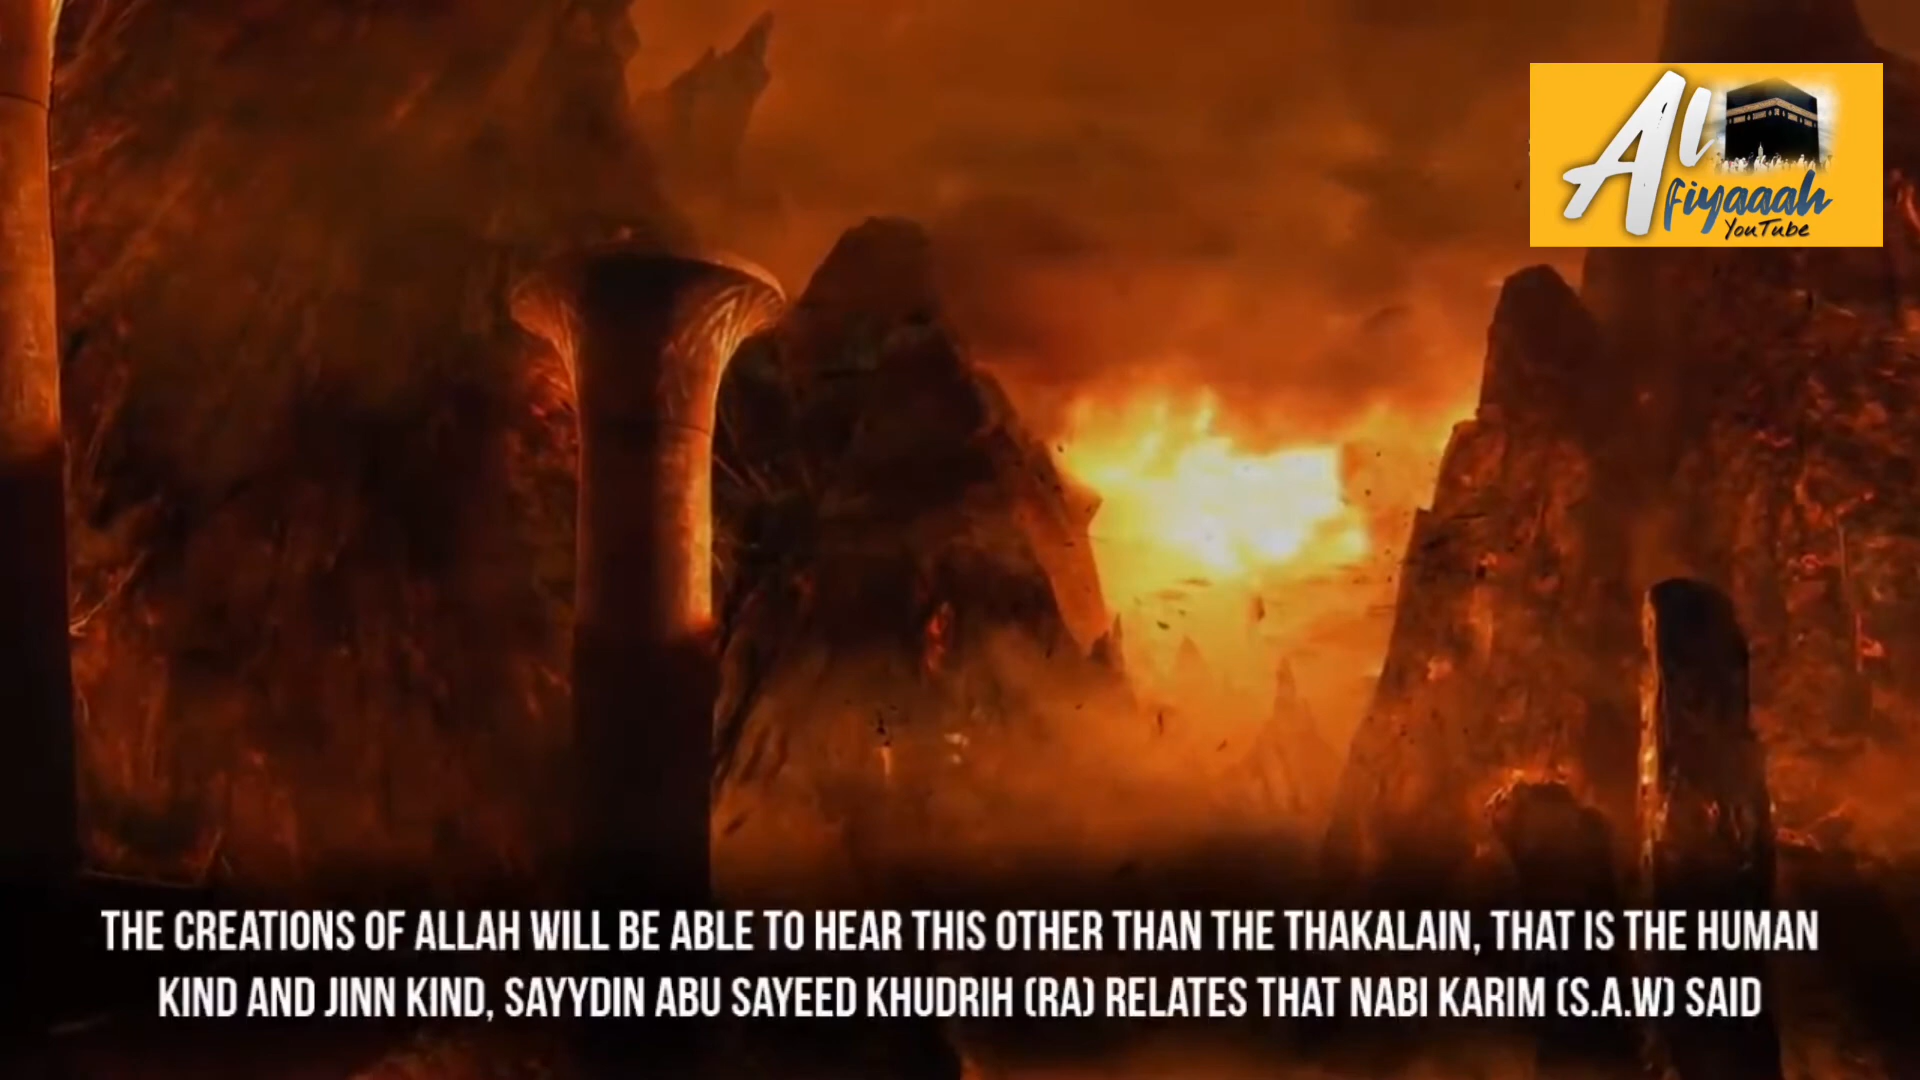 Al
fiyaaah
YouTube
THE CREATIONS OF ALLAH WILL BE ABLE TO HEAR THIS OTHER THAN THE THAKALAIN, THAT IS THE HUMAN
KIND AND JINN KIND, SAYYDIN ABU SAYEED KHUDRIH (RA) RELATES THAT NABI KARIM (S.A.W) SAID